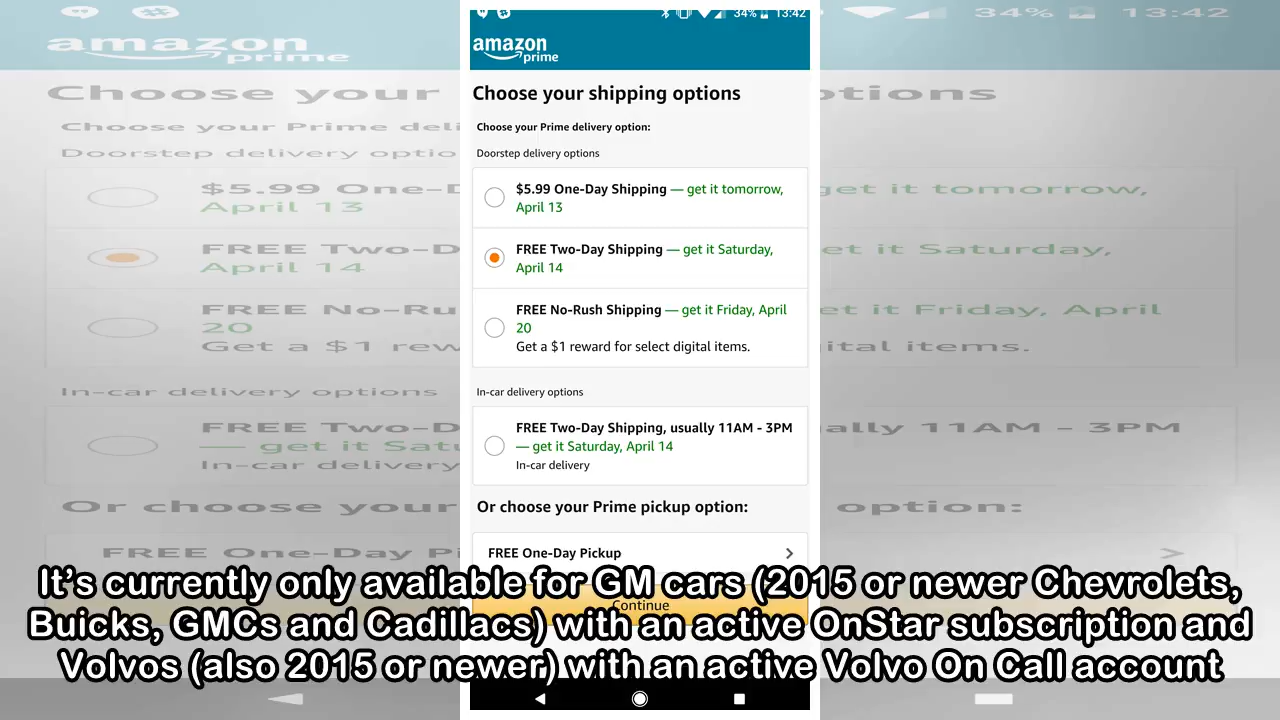 34% 13:42
amazon
prime
Choose your shipping options
Choose your Prime delivery option:
Doorstep delivery options
$5.99 One-Day Shipping — get it tomorrow,
April 13
FREE Two-Day Shipping — get it Saturday,
April 14
FREE No-Rush Shipping — get it Friday, April
20
Get a $1 reward for select digital items.
In-car delivery options
FREE Two-Day Shipping, usually 11AM - 3PM
— get it Saturday, April 14
In-car delivery
Or choose your Prime pickup option:
FREE One-Day Pickup
Continue
It’s currently only available for GM cars (2015 or newer Chevrolets,
Buicks, GMCs and Cadillacs) with an active OnStar subscription and
Volvos (also 2015 or newer) with an active Volvo On Call account